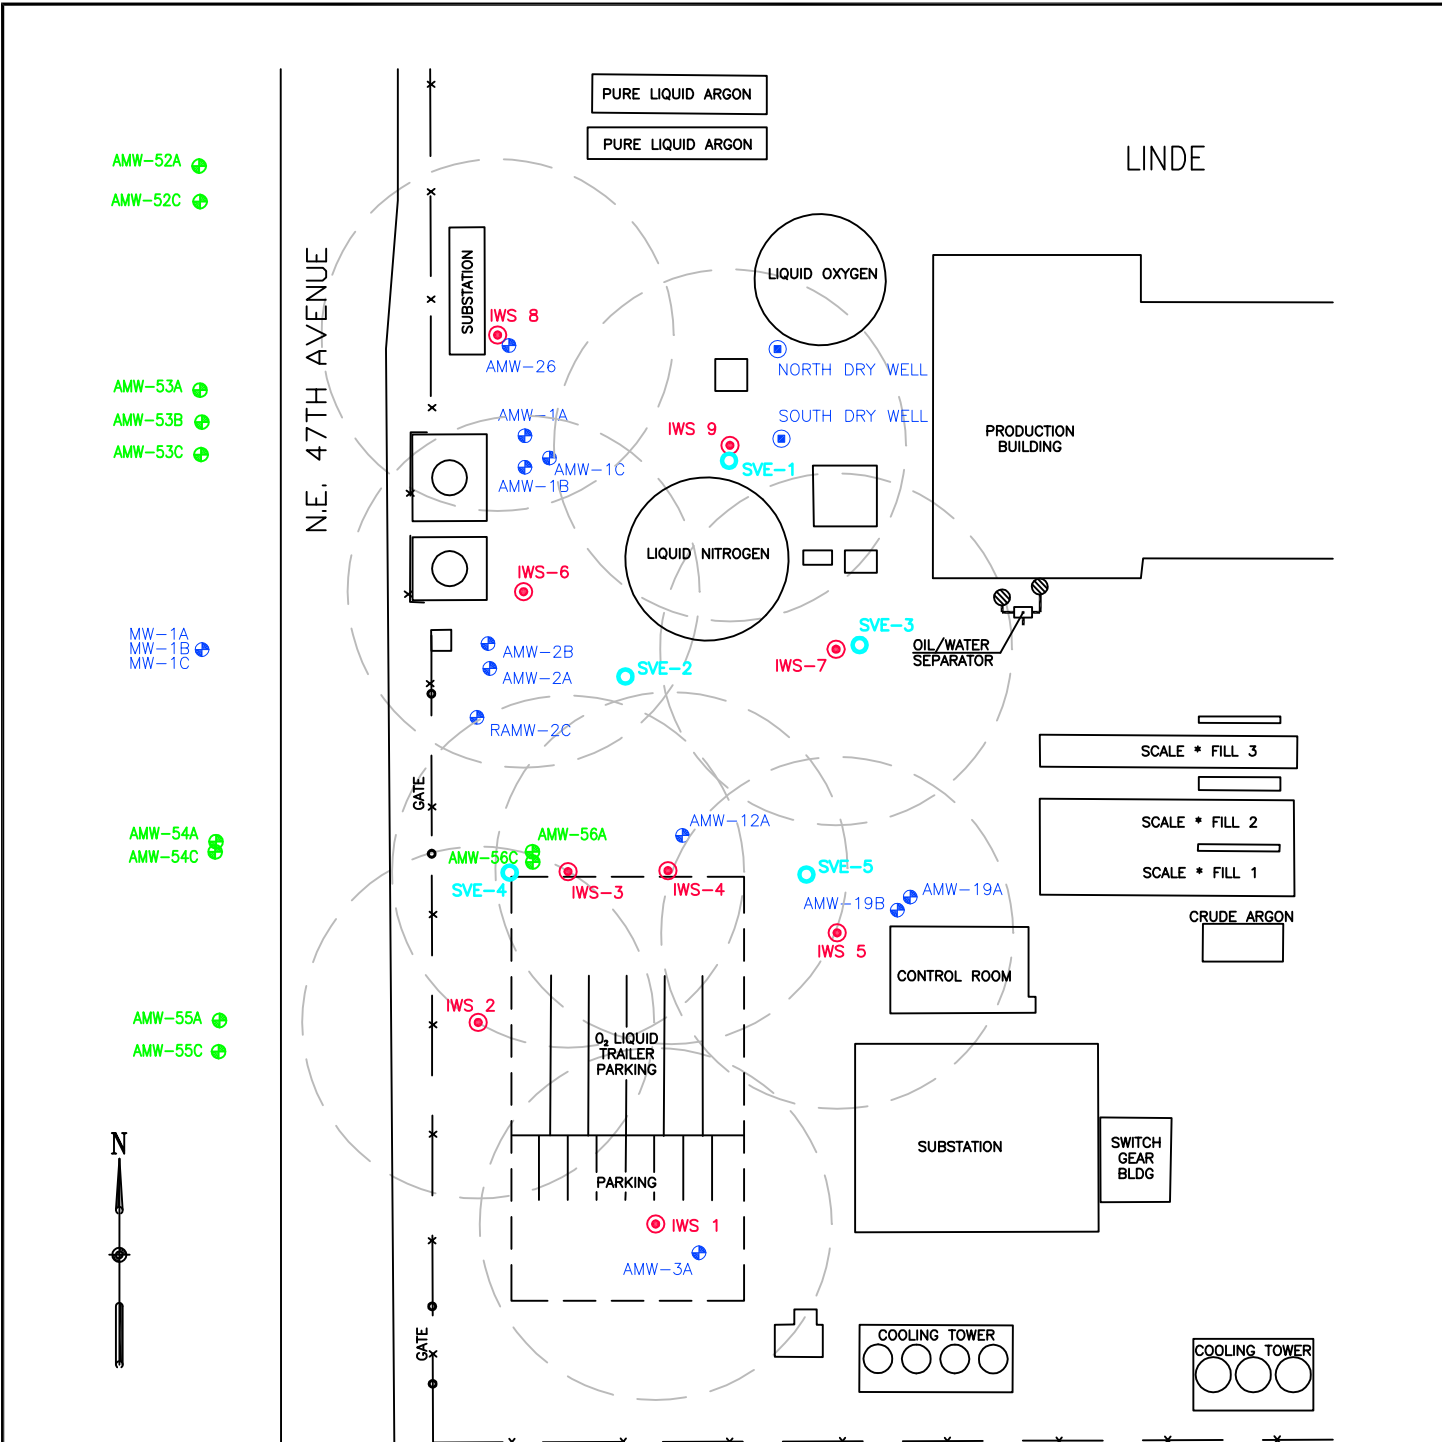 PURE LIQUID ARGON
PURE LIQUID ARGON
LINDE
AMW-52A
AMW-52C
N.E. 47TH AVENUE
SUBSTATION
LIQUID OXYGEN
IWS 8
AMW-26
NORTH DRY WELL
AMW-53A
AMW-53B
AMW-53C
AMW-1A
AMW-1C
AMW-1B
IWS 9
SOUTH DRY WELL
SVE-1
PRODUCTION
BUILDING
LIQUID NITROGEN
IWS-6
MW-1A
MW-1B
MW-1C
AMW-2B
AMW-2A
RAMW-2C
SVE-2
SVE-3
IWS-7
OIL/WATER
SEPARATOR
SCALE * FILL 3
SCALE * FILL 2
SCALE * FILL 1
CRUDE ARGON
GATE
AMW-54A
AMW-54C
AMW-56A
AMW-56C
SVE-4
IWS-3
AMW-12A
IWS-4
SVE-5
AMW-19A
AMW-19B
IWS 5
CONTROL ROOM
AMW-55A
AMW-55C
IWS 2
O₂ LIQUID
TRAILER
PARKING
SUBSTATION
SWITCH
GEAR
BLDG
N
PARKING
IWS 1
AMW-3A
GATE
COOLING TOWER
COOLING TOWER